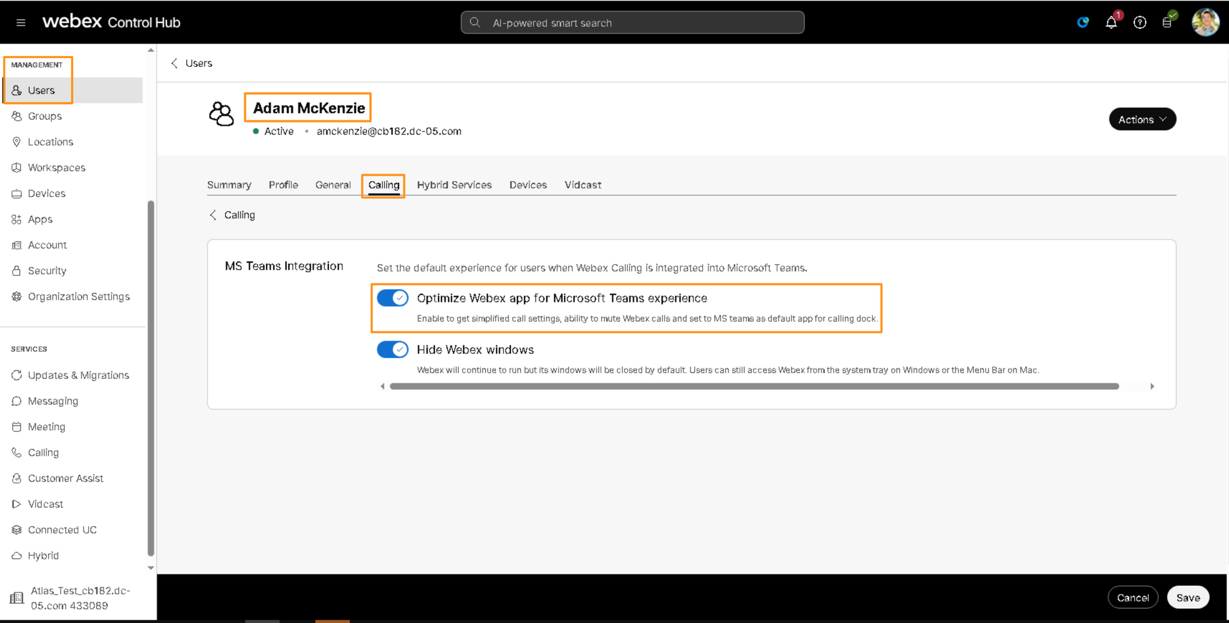 webex Control Hub
AI-powered smart search
1
MANAGEMENT
Users
Groups
Locations
Workspaces
Devices
Apps
Account
Security
Organization Settings
SERVICES
Updates & Migrations
Messaging
Meeting
Calling
Customer Assist
Vidcast
Connected UC
Hybrid
Atlas_Test_cb182.dc-
05.com 433089
Users
Adam McKenzie
Active • amckenzie@cb182.dc-05.com
Actions
Summary Profile General Calling Hybrid Services Devices Vidcast
Calling
MS Teams Integration
Set the default experience for users when Webex Calling is integrated into Microsoft Teams.
Optimize Webex app for Microsoft Teams experience
Enable to get simplified call settings, ability to mute Webex calls and set to MS teams as default app for calling dock.
Hide Webex windows
Webex will continue to run but its windows will be closed by default. Users can still access Webex from the system tray on Windows or the Menu Bar on Mac.
Cancel Save